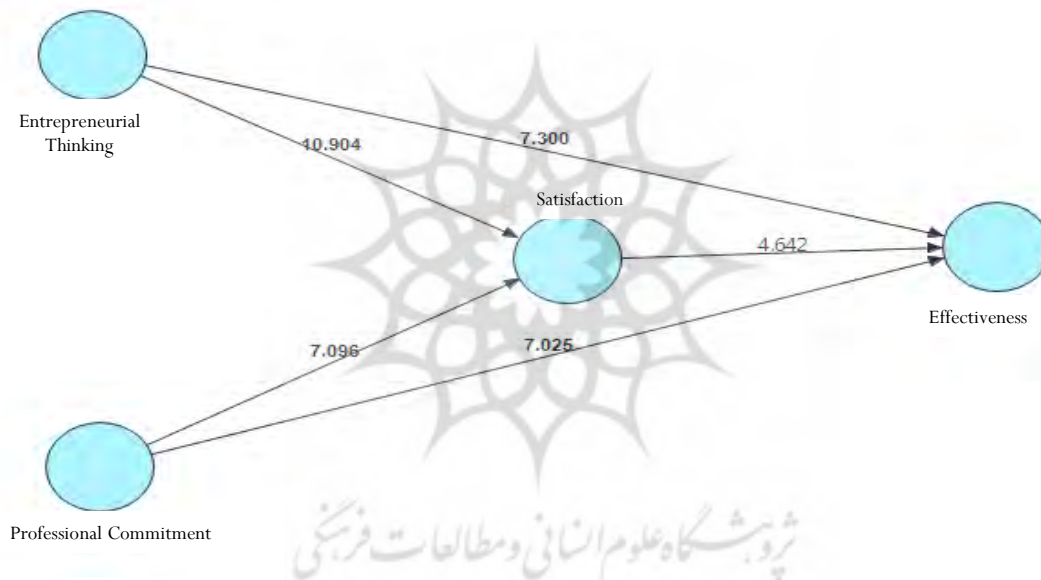 Entrepreneurial
Thinking
10.904
7.300
Satisfaction
4.642
Effectiveness
7.096
7.025
Professional Commitment
پژوهشگاه علوم انسانی و مطالعات فرهنگی